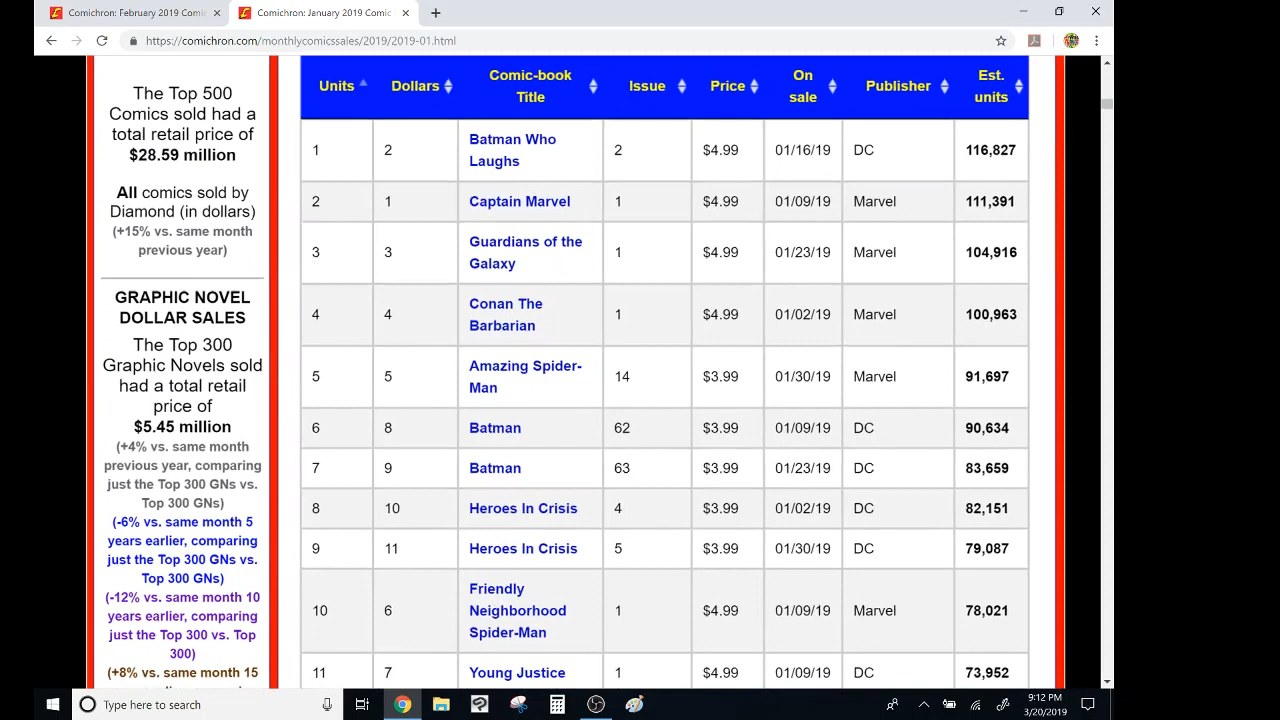 Comichron: February 2019 Comic
Comichron: January 2019 Comic
https://comichron.com/monthlycomicssales/2019/2019-01.html
The Top 500
Comics sold had a
total retail price of
$28.59 million
All comics sold by
Diamond (in dollars)
(+15% vs. same month
previous year)
GRAPHIC NOVEL
DOLLAR SALES
The Top 300
Graphic Novels sold
had a total retail
price of
$5.45 million
(+4% vs. same month
previous year, comparing
just the Top 300 GNs vs.
Top 300 GNs)
(-6% vs. same month 5
years earlier, comparing
just the Top 300 GNs vs.
Top 300 GNs)
(-12% vs. same month 10
years earlier, comparing
just the Top 300 vs. Top
300)
(+8% vs. same month 15
Units Dollars Comic-book Title Issue Price On sale Publisher Est. units
1 2 Batman Who Laughs 2 $4.99 01/16/19 DC 116,827
2 1 Captain Marvel 1 $4.99 01/09/19 Marvel 111,391
3 3 Guardians of the Galaxy 1 $4.99 01/23/19 Marvel 104,916
4 4 Conan The Barbarian 1 $4.99 01/02/19 Marvel 100,963
5 5 Amazing Spider-Man 14 $3.99 01/30/19 Marvel 91,697
6 8 Batman 62 $3.99 01/09/19 DC 90,634
7 9 Batman 63 $3.99 01/23/19 DC 83,659
8 10 Heroes In Crisis 4 $3.99 01/02/19 DC 82,151
9 11 Heroes In Crisis 5 $3.99 01/30/19 DC 79,087
10 6 Friendly Neighborhood Spider-Man 1 $4.99 01/09/19 Marvel 78,021
11 7 Young Justice 1 $4.99 01/09/19 DC 73,952
Type here to search
9:12 PM
3/20/2019